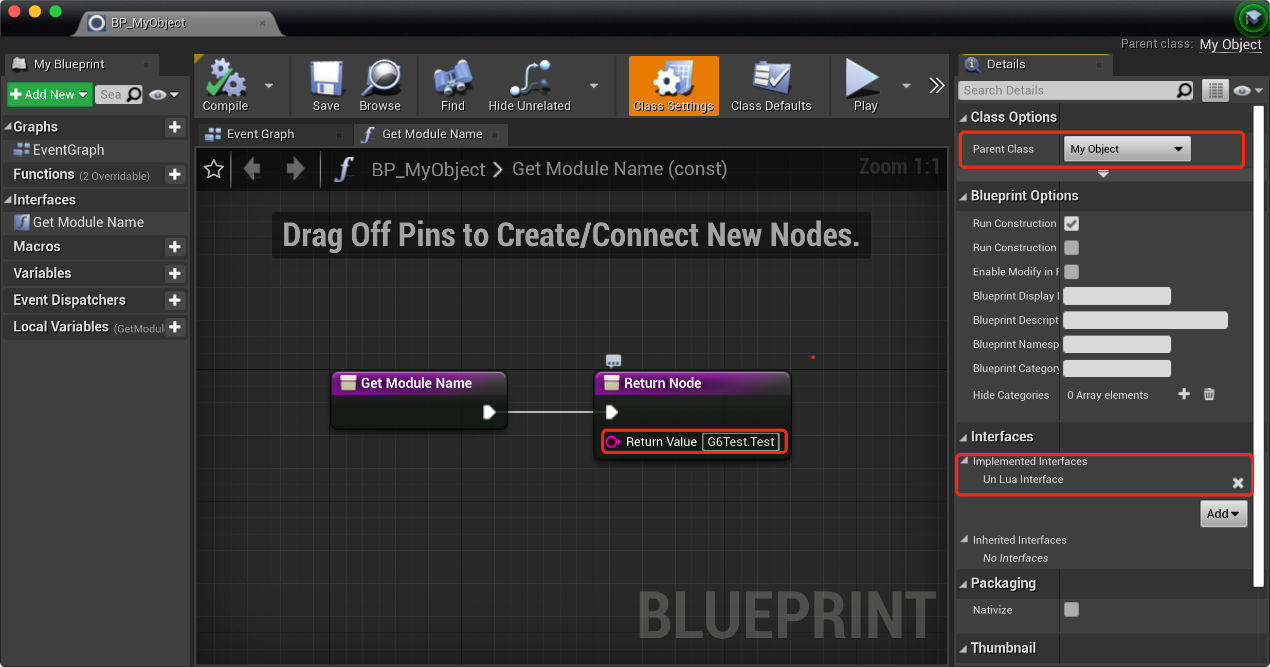 BP_MyObject
Parent class: My Object
My Blueprint
Add New
Sea
Graphs
EventGraph
Functions (2 Overridable)
Interfaces
Get Module Name
Macros
Variables
Event Dispatchers
Local Variables (GetModul
Compile
Save
Browse
Find
Hide Unrelated
Class Settings
Class Defaults
Play
Event Graph
Get Module Name
BP_MyObject > Get Module Name (const)
Zoom 1:1
Drag Off Pins to Create/Connect New Nodes.
Get Module Name
Return Node
Return Value G6Test.Test
BLUEPRINT
Details
Search Details
Class Options
Parent Class My Object
Blueprint Options
Run Construction
Run Construction
Enable Modify in
Blueprint Display
Blueprint Descript
Blueprint Namesp
Blueprint Category
Hide Categories 0 Array elements
Interfaces
Implemented Interfaces
Un Lua Interface
Add
Inherited Interfaces
No Interfaces
Packaging
Nativize
Thumbnail